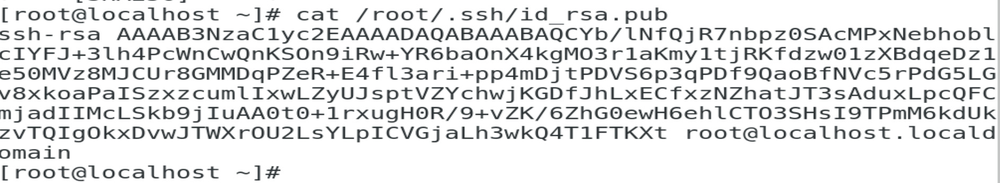 [root@localhost ~]# cat /root/.ssh/id_rsa.pub
ssh-rsa AAAAB3NzaC1yc2EAAAADAQABAAABAQCYb/lNfQjR7nbpz0SAcMPxNebhobl
cIYFJ+3lh4PcWnCwQnKSOn9iRw+YR6baOnX4kgMO3r1aKmy1tjRKfdzw01zXBdqeDz1
e50MVz8MJCUr8GMMDqPZeR+E4fl3ari+pp4mDjtPDVS6p3qPDf9QaoBfNVc5rPdG5LG
v8xkoaPaISzxzcumlIxwLZyUJsptVZYchwjKGDfJhLxECfxzNZhatJT3sAduxLpcQFC
mjadIIMcLSkb9jIuAA0t0+1rxugH0R/9+vZK/6ZhG0ewH6ehlCTO3SHsI9TPmM6kdUk
zvTQIgOkxDvwJTWXrOU2LsYLpICVGjaLh3wkQ4T1FTKXt root@localhost.locald
omain
[root@localhost ~]#